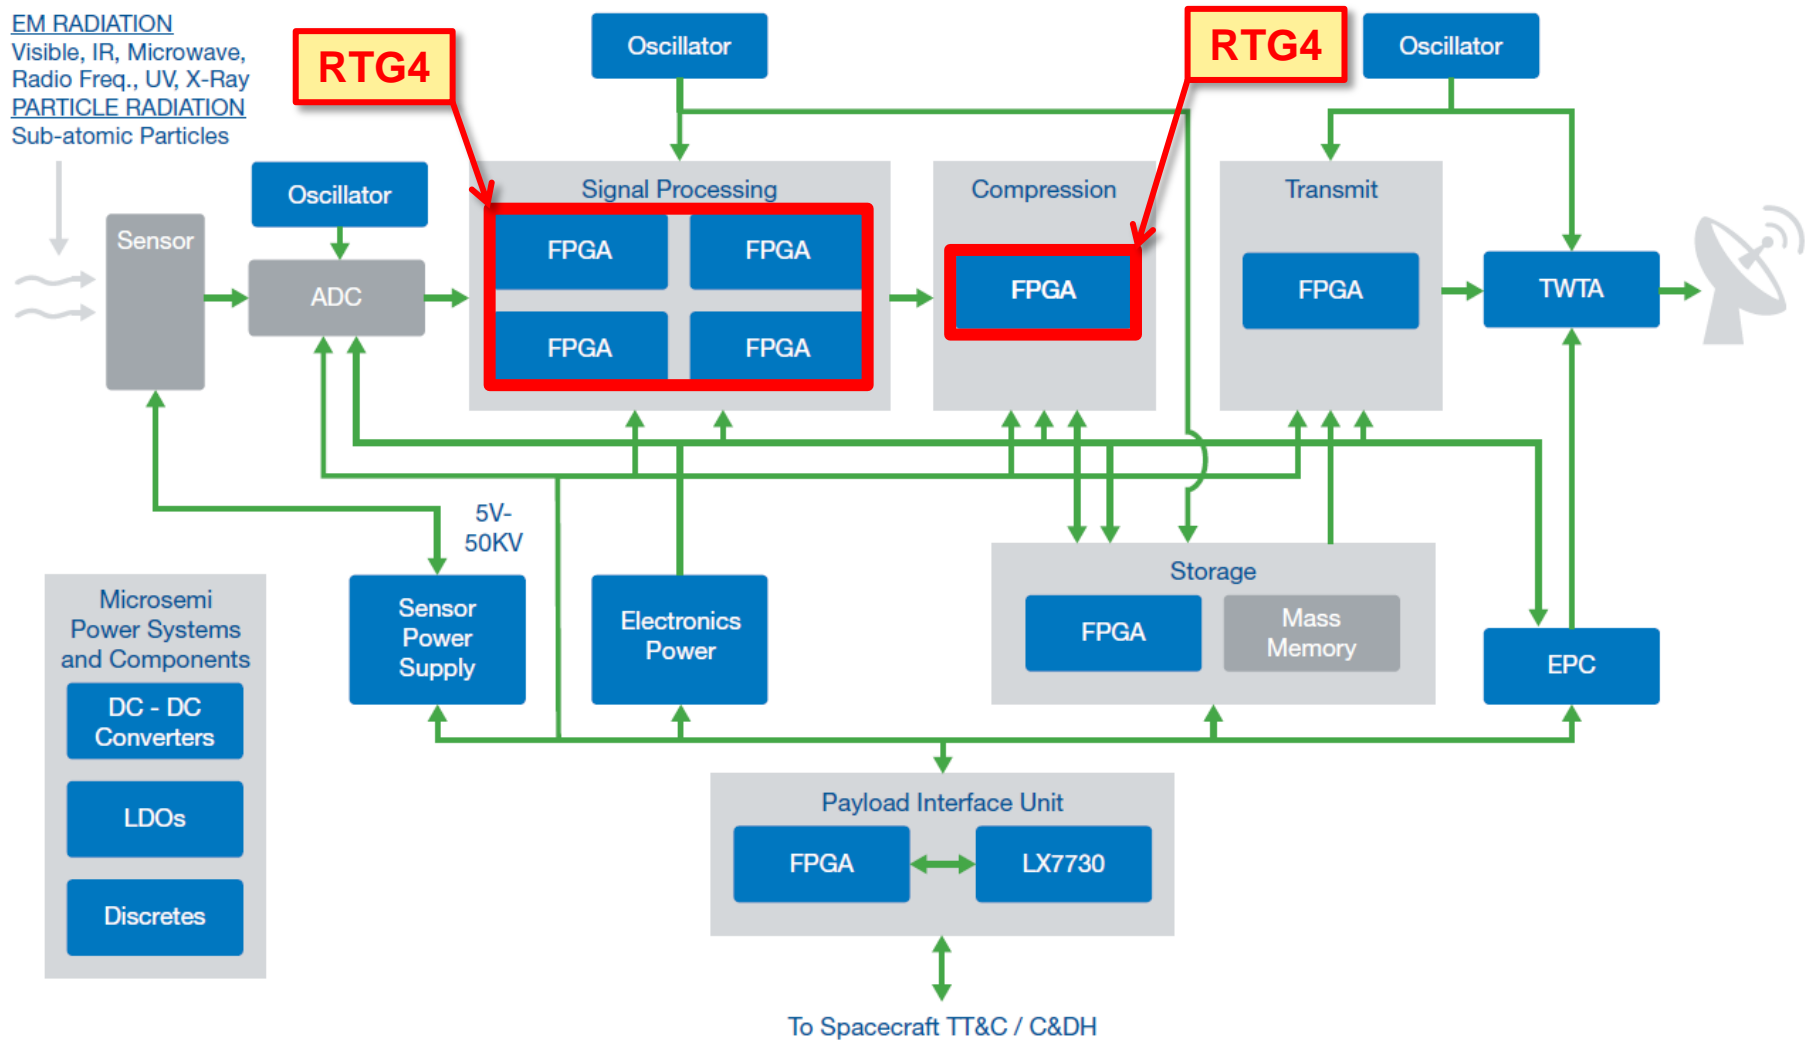 EM RADIATION
Visible, IR, Microwave,
Radio Freq., UV, X-Ray
PARTICLE RADIATION
Sub-atomic Particles
RTG4
Oscillator
RTG4
Oscillator
Oscillator
Sensor
ADC
Signal Processing
FPGA
FPGA
FPGA
FPGA
Compression
FPGA
Transmit
FPGA
TWTA
5V-
50KV
Microsemi
Power Systems
and Components
DC - DC
Converters
LDOs
Discretes
Sensor
Power
Supply
Electronics
Power
Storage
FPGA
Mass
Memory
EPC
Payload Interface Unit
FPGA
LX7730
To Spacecraft TT&C / C&DH